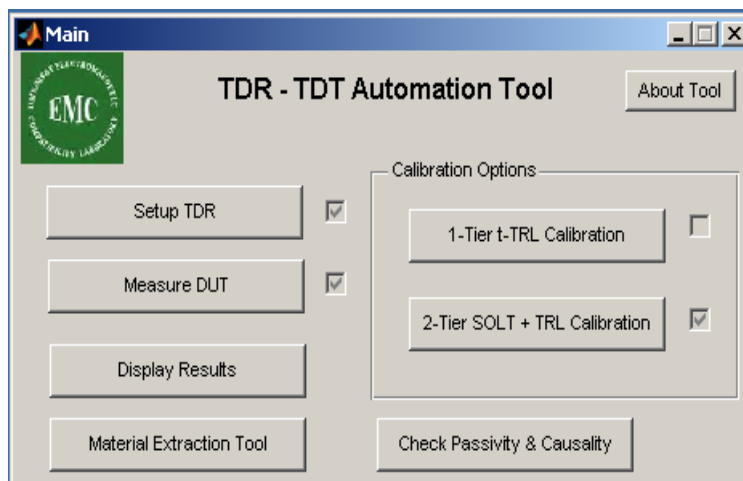 Main
EMC
TDR - TDT Automation Tool
About Tool
Calibration Options
Setup TDR
1-Tier t-TRL Calibration
Measure DUT
2-Tier SOLT + TRL Calibration
Display Results
Material Extraction Tool
Check Passivity & Causality